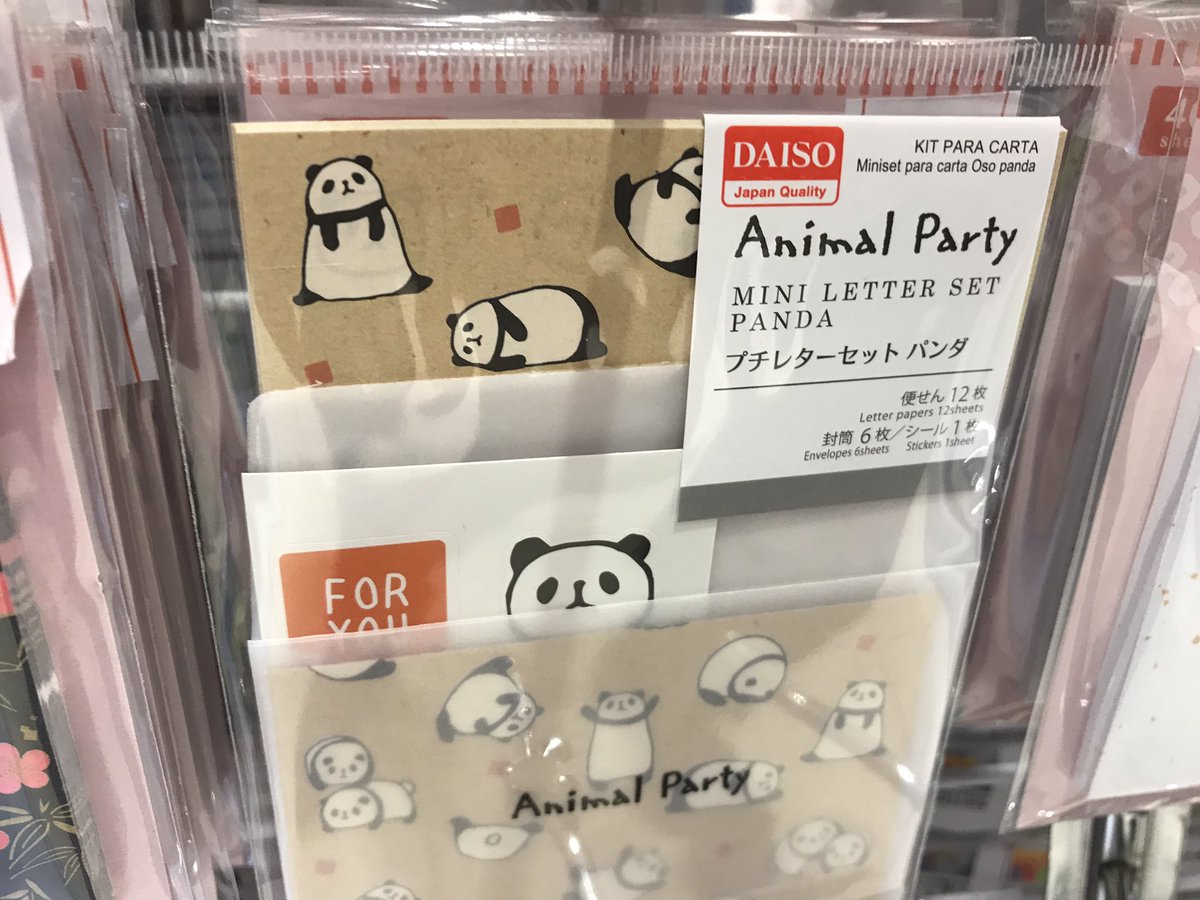 DAISO
Japan Quality
KIT PARA CARTA
Miniset para carta Oso panda
Animal Party
MINI LETTER SET
PANDA
プチレターセット パンダ
便せん 12枚
Letter papers 12sheets
封筒 6枚／シール 1枚
Envelopes 6sheets Stickers 1sheet
FOR
YOU
Animal Party